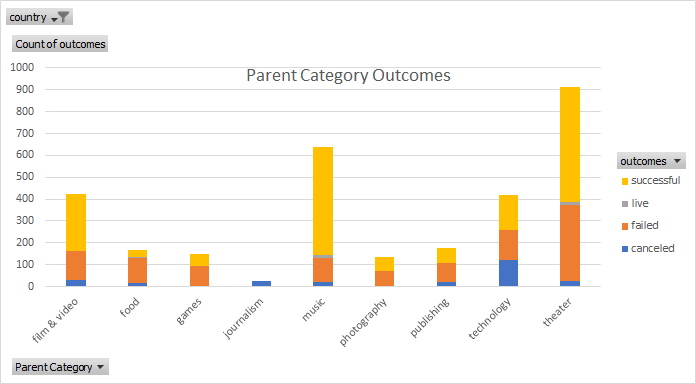 country
Count of outcomes
Parent Category Outcomes
1000
900
800
700
600
500
400
300
200
100
0
film & video
food
games
journalism
music
photography
publishing
technology
theater
outcomes
successful
live
failed
canceled
Parent Category